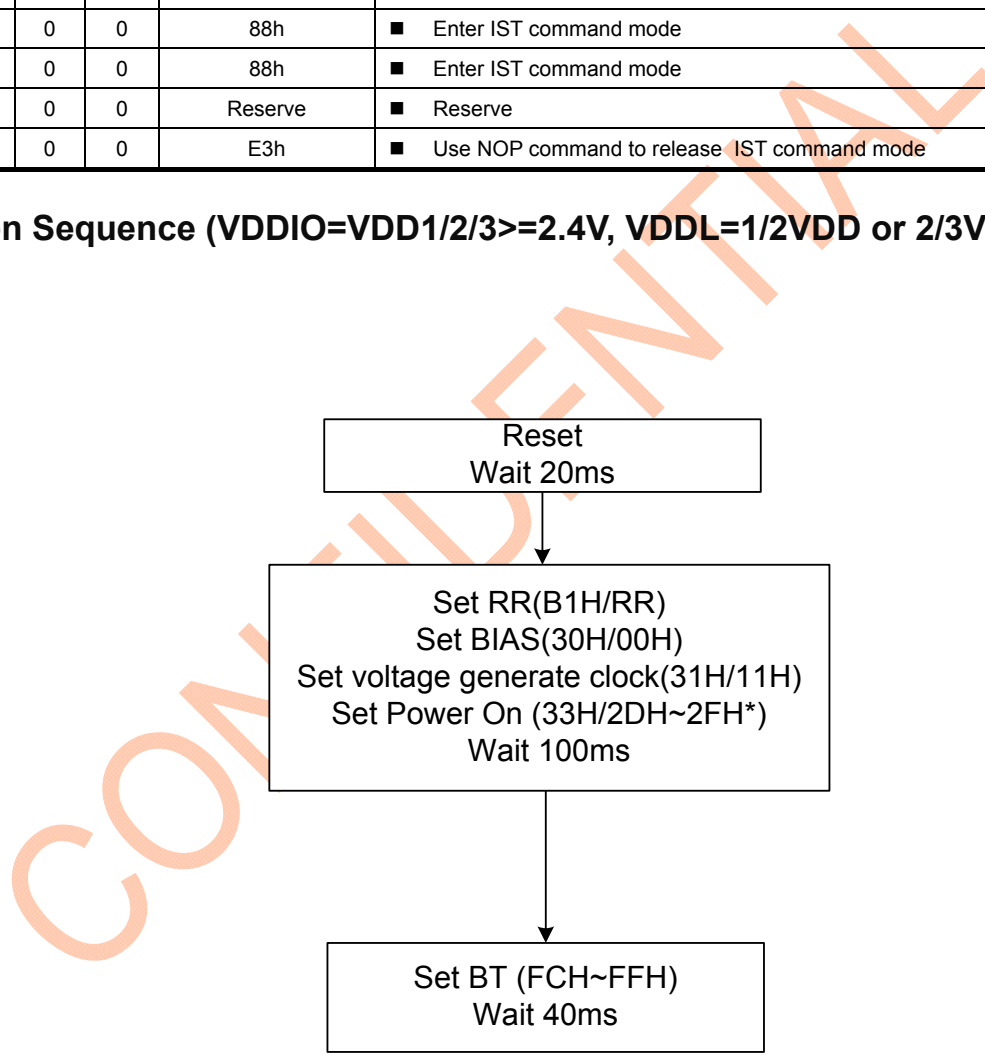 0 0 88h ■ Enter IST command mode
0 0 88h ■ Enter IST command mode
0 0 Reserve ■ Reserve
0 0 E3h ■ Use NOP command to release IST command mode
n Sequence (VDDIO=VDD1/2/3>=2.4V, VDDL=1/2VDD or 2/3V
Reset
Wait 20ms
Set RR(B1H/RR)
Set BIAS(30H/00H)
Set voltage generate clock(31H/11H)
Set Power On (33H/2DH~2FH*)
Wait 100ms
Set BT (FCH~FFH)
Wait 40ms
CONFIDENTIAL